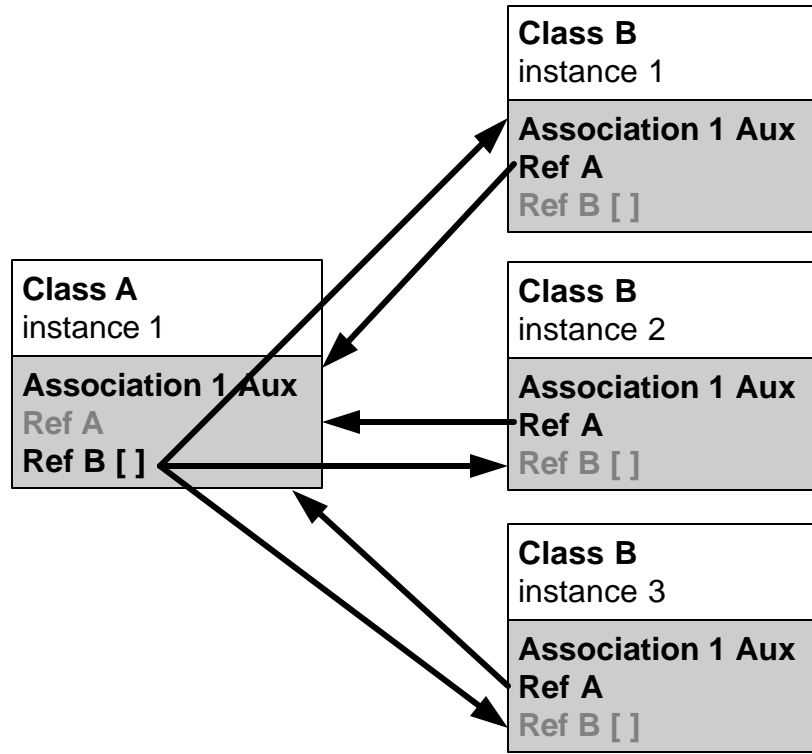 Class A
instance 1
Association 1 Aux
Ref A
Ref B [ ]
Class B
instance 1
Association 1 Aux
Ref A
Ref B [ ]
Class B
instance 2
Association 1 Aux
Ref A
Ref B [ ]
Class B
instance 3
Association 1 Aux
Ref A
Ref B [ ]